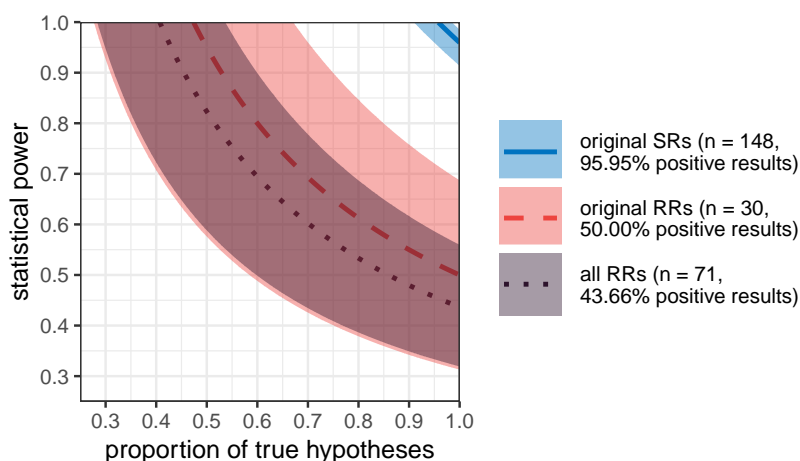 1.0
0.9
0.8
0.7
0.6
0.5
0.4
0.3
statistical power
0.3 0.4 0.5 0.6 0.7 0.8 0.9 1.0
proportion of true hypotheses
original SRs (n = 148,
95.95% positive results)
original RRs (n = 30,
50.00% positive results)
all RRs (n = 71,
43.66% positive results)